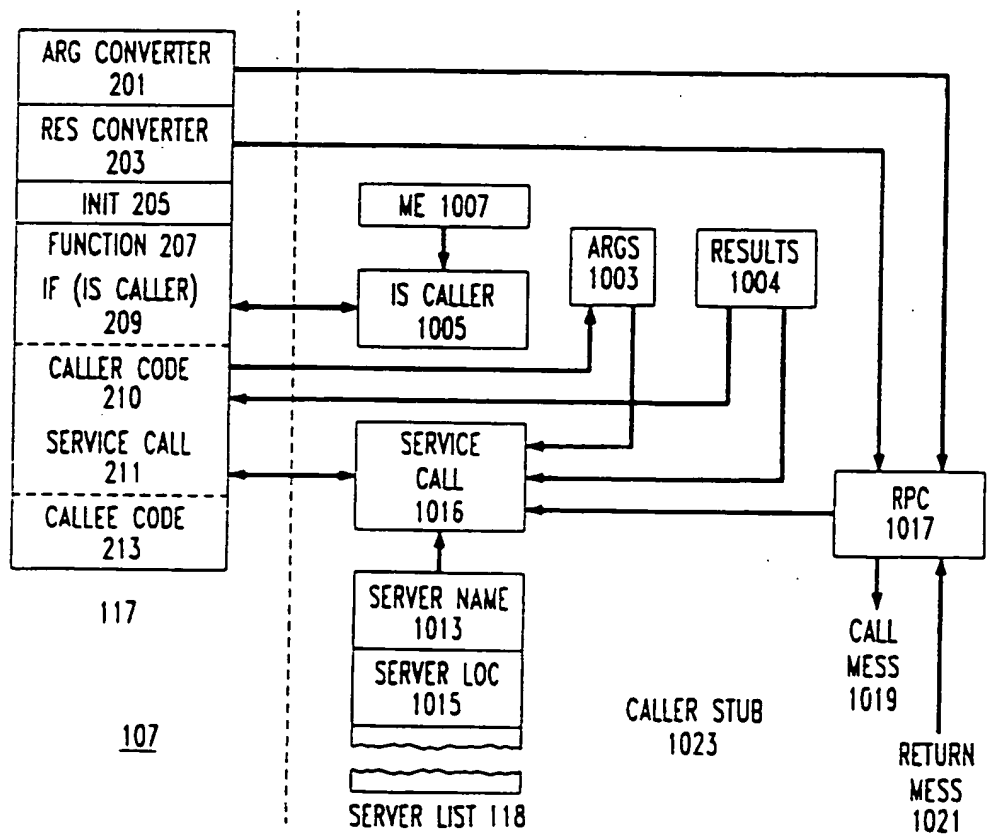 ARG CONVERTER
201
RES CONVERTER
203
INIT 205
FUNCTION 207
IF (IS CALLER)
209
CALLER CODE
210
SERVICE CALL
211
CALLEE CODE
213
117
107
ME 1007
IS CALLER
1005
ARGS
1003
RESULTS
1004
SERVICE
CALL
1016
SERVER NAME
1013
SERVER LOC
1015
SERVER LIST 118
RPC
1017
CALL
MESS
1019
CALLER STUB
1023
RETURN
MESS
1021